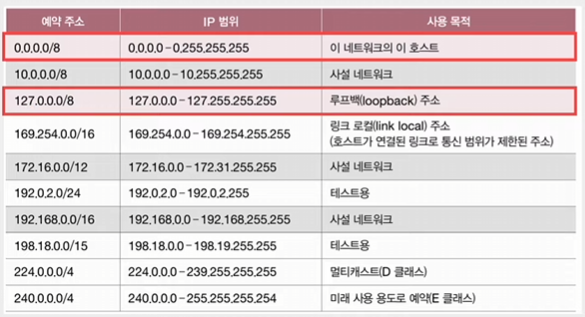 예약 주소 IP 범위 사용 목적
0.0.0.0/8 0.0.0.0–0.255.255.255 이 네트워크의 이 호스트
10.0.0.0/8 10.0.0.0–10.255.255.255 사설 네트워크
127.0.0.0/8 127.0.0.0–127.255.255.255 루프백(loopback) 주소
169.254.0.0/16 169.254.0.0–169.254.255.255 링크 로컬(link local) 주소
(호스트가 연결된 링크로 통신 범위가 제한된 주소)
172.16.0.0/12 172.16.0.0–172.31.255.255 사설 네트워크
192.0.2.0/24 192.0.2.0–192.0.2.255 테스트용
192.168.0.0/16 192.168.0.0–192.168.255.255 사설 네트워크
198.18.0.0/15 198.18.0.0–198.19.255.255 테스트용
224.0.0.0/4 224.0.0.0–239.255.255.255 멀티캐스트(D 클래스)
240.0.0.0/4 240.0.0.0–255.255.255.254 미래 사용 용도로 예약(E 클래스)